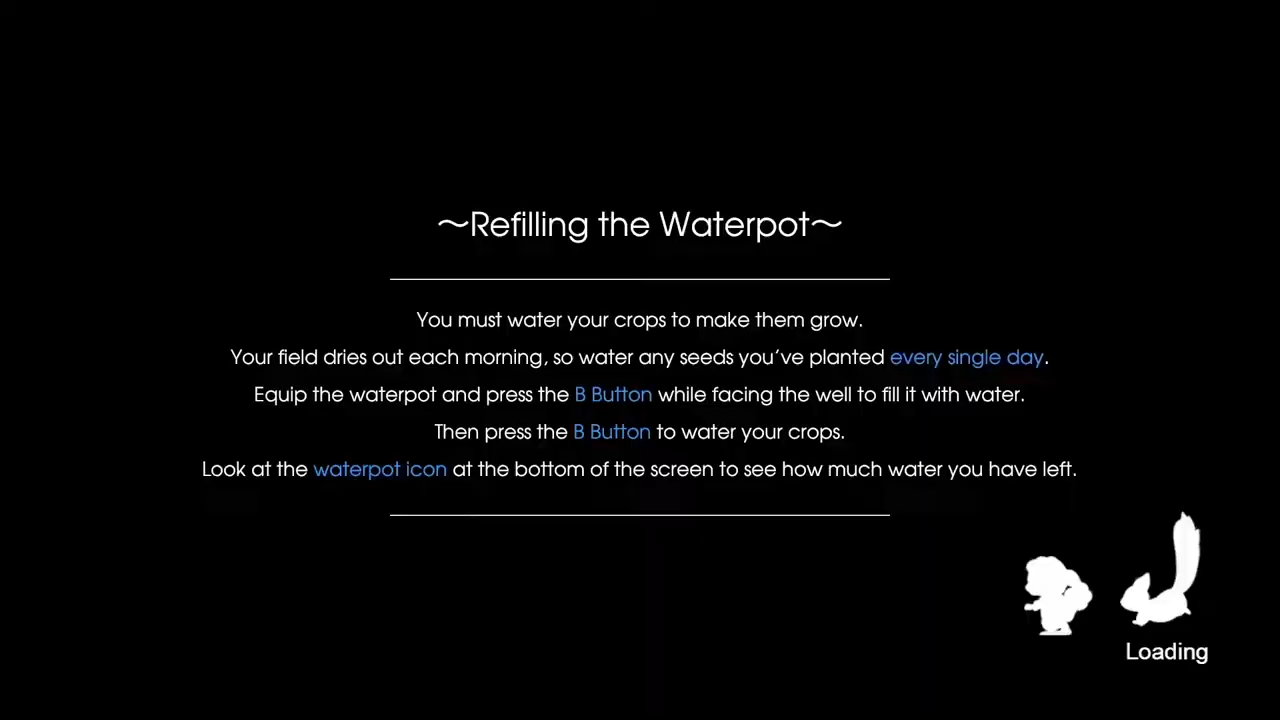 ～Refilling the Waterpot～
You must water your crops to make them grow.
Your field dries out each morning, so water any seeds you've planted every single day.
Equip the waterpot and press the B Button while facing the well to fill it with water.
Then press the B Button to water your crops.
Look at the waterpot icon at the bottom of the screen to see how much water you have left.
Loading